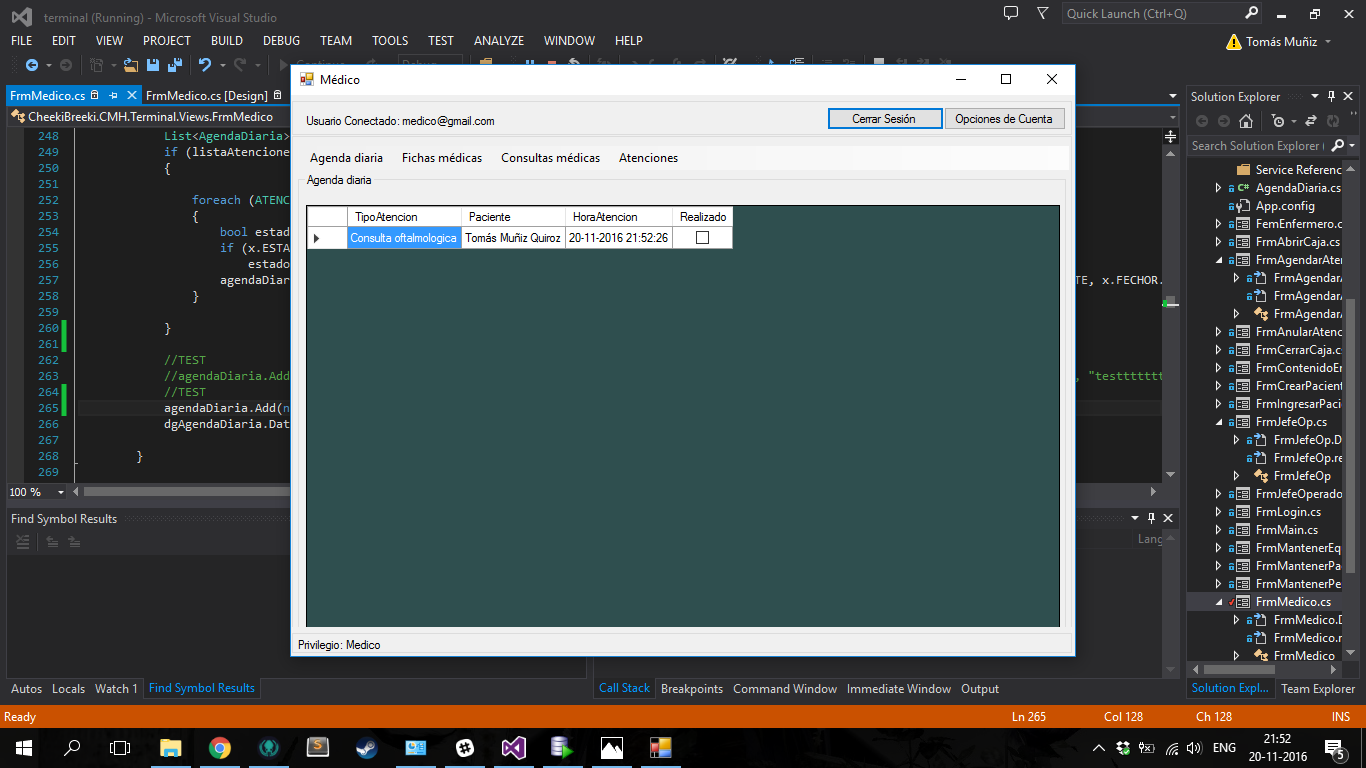 terminal (Running) - Microsoft Visual Studio
Quick Launch (Ctrl+Q)
FILE EDIT VIEW PROJECT BUILD DEBUG TEAM TOOLS TEST ANALYZE WINDOW HELP
Tomás Muñiz
FrmMedico.cs
FrmMedico.cs [Design]
CheekiBreeki.CMH.Terminal.Views.FrmMedico
248 List<AgendaDiaria>
249 if (listaAtencione
250 {
251
252 foreach (ATENC
253 {
254 bool estad
255 if (x.ESTA
256 estado
257 agendaDiar TE, x.FECHOR.
258 }
259
260 }
261
262 //TEST
263 //agendaDiaria.Add , "testttttttt
264 //TEST
265 agendaDiaria.Add(n
266 dgAgendaDiaria.Dat
267
268 }
269
100 %
Médico
Usuario Conectado: medico@gmail.com
Cerrar Sesión
Opciones de Cuenta
Agenda diaria Fichas médicas Consultas médicas Atenciones
Agenda diaria
TipoAtencion Paciente HoraAtencion Realizado
Consulta oftalmologica Tomás Muñiz Quiroz 20-11-2016 21:52:26
Privilegio: Medico
Solution Explorer
Search Solution Explorer (
Service Referenc
C# AgendaDiaria.cs
App.config
FemEnfermero.c
FrmAbrirCaja.cs
FrmAgendarAten
FrmAgendarA
FrmAgendarA
FrmAgendarA
FrmAnularAtenc
FrmCerrarCaja.c
FrmContenidoEn
FrmCrearPacient
FrmIngresarPaci
FrmJefeOp.cs
FrmJefeOp.D
FrmJefeOp.re
FrmJefeOp
FrmJefeOperado
FrmLogin.cs
FrmMain.cs
FrmMantenerEq
FrmMantenerPa
FrmMantenerPe
FrmMedico.cs
FrmMedico.D
FrmMedico.r
FrmMedico
Solution Expl... Team Explorer
Find Symbol Results
Lang
Autos Locals Watch 1 Find Symbol Results
Call Stack Breakpoints Command Window Immediate Window Output
Ready Ln 265 Col 128 Ch 128 INS
ENG
21:52
20-11-2016
5